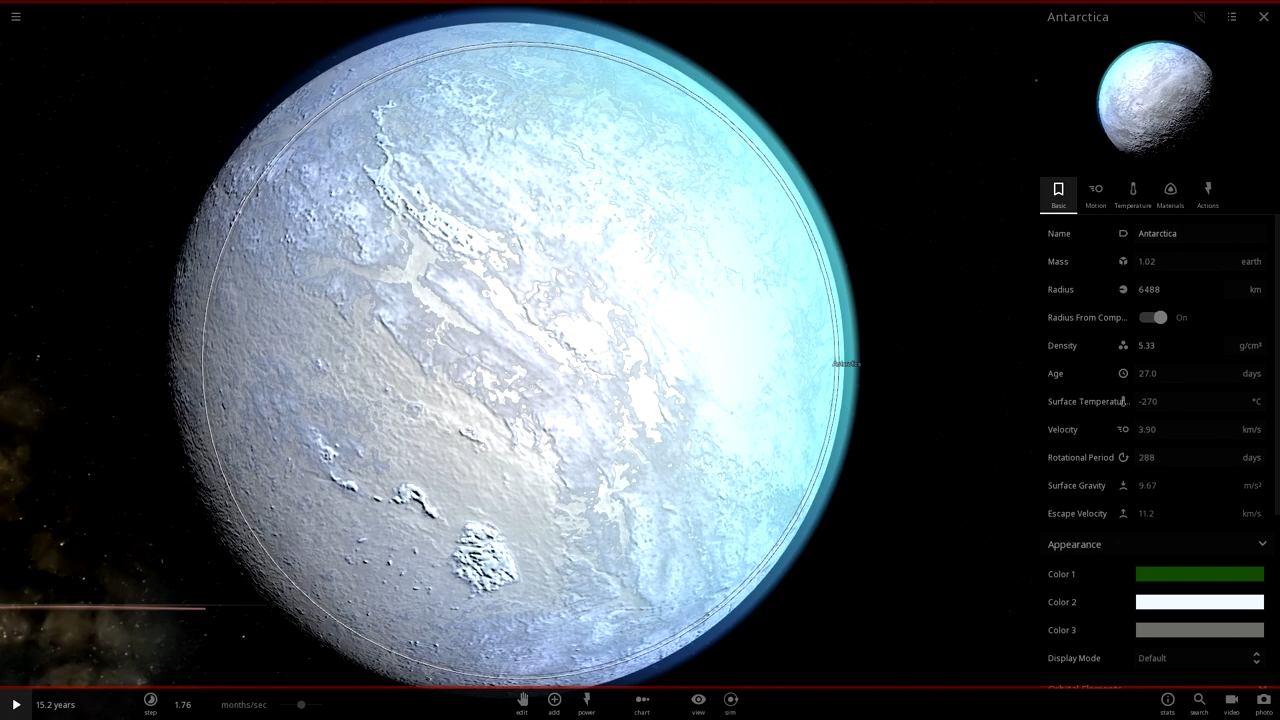 Antarctica
Basic
Motion
Temperature
Materials
Actions
Name Antarctica
Mass 1.02 earth
Radius 6488 km
Radius From Comp... On
Density 5.33 g/cm³
Age 27.0 days
Surface Temperatu... -270 °C
Velocity 3.90 km/s
Rotational Period 288 days
Surface Gravity 9.67 m/s²
Escape Velocity 11.2 km/s
Appearance
Color 1
Color 2
Color 3
Display Mode Default
Orbital Elements
Antarctica
15.2 years
step
1.76 months/sec
edit
add
power
chart
view
sim
stats
search
video
photo